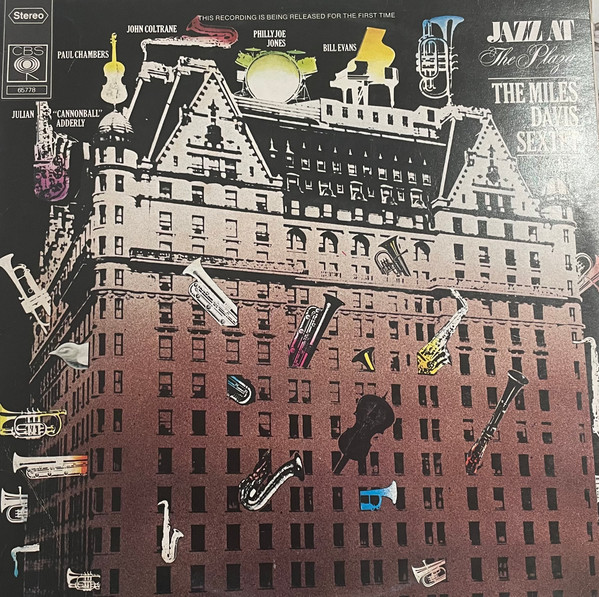 THIS RECORDING IS BEING RELEASED FOR THE FIRST TIME
Stereo
CBS
65778
JOHN COLTRANE
PAUL CHAMBERS
PHILLY JOE
JONES
BILL EVANS
JULIAN "CANNONBALL"
ADDERLY
JAZZ AT
The Plaza
THE MILES
DAVIS
SEXTET